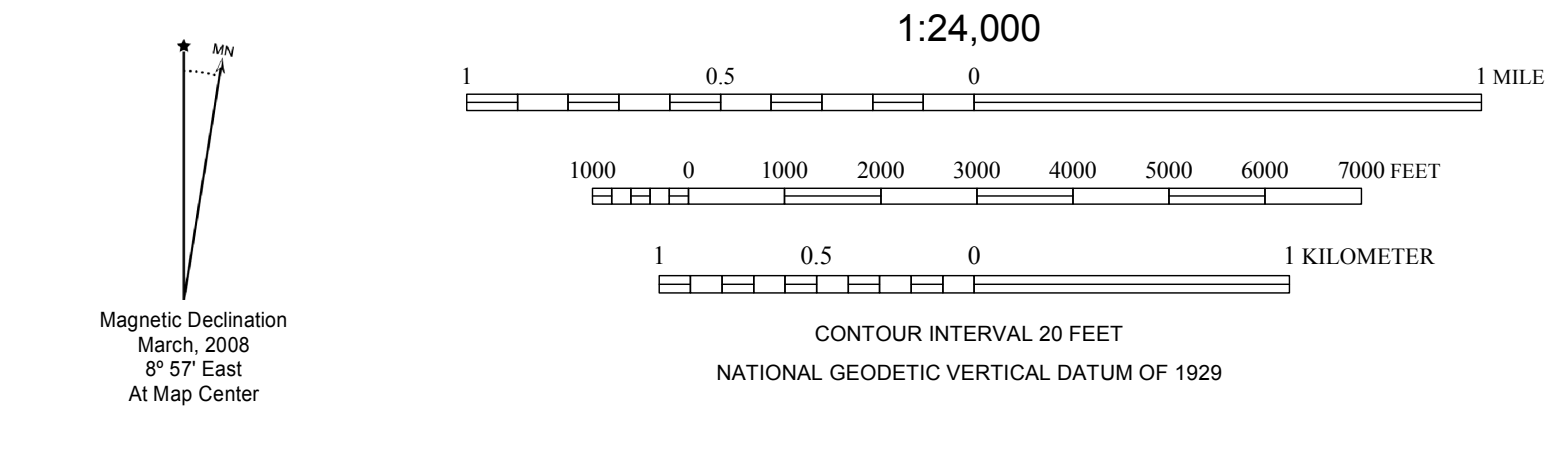 MN
Magnetic Declination
March, 2008
8º 57' East
At Map Center
1:24,000
1 0.5 0 1 MILE
1000 0 1000 2000 3000 4000 5000 6000 7000 FEET
1 0.5 0 1 KILOMETER
CONTOUR INTERVAL 20 FEET
NATIONAL GEODETIC VERTICAL DATUM OF 1929